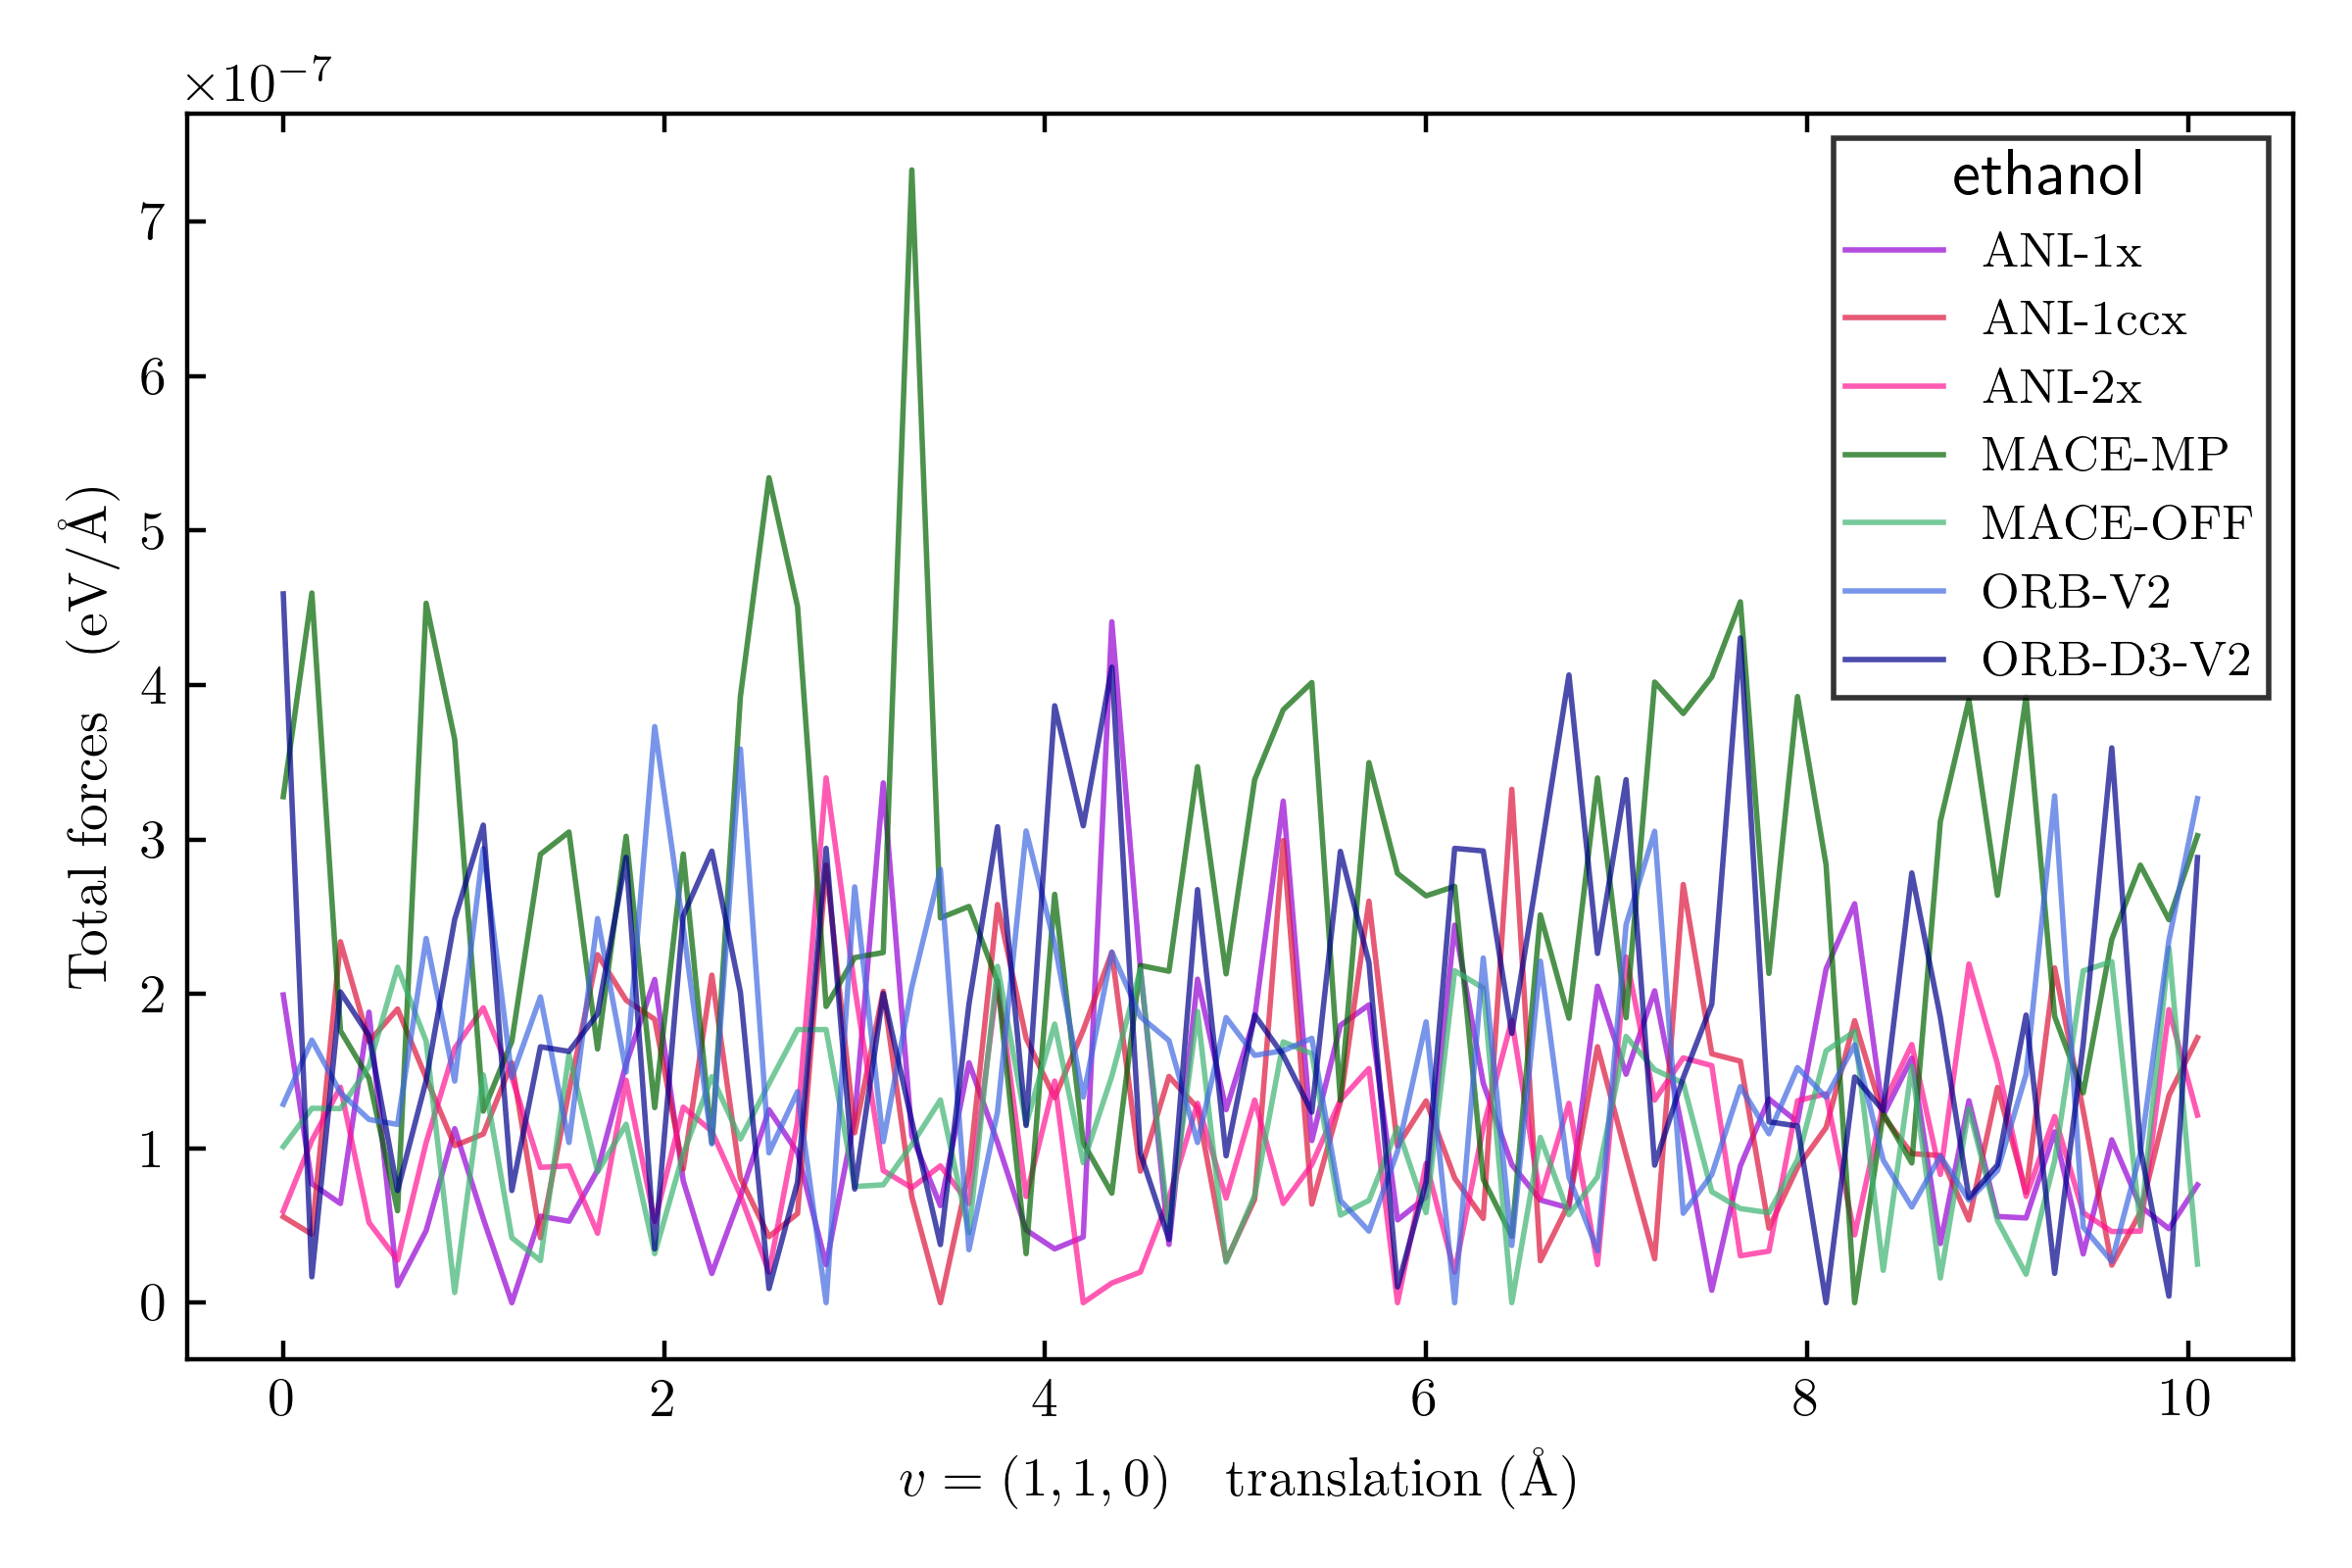 ×10⁻⁷
Total forces (eV/Å)
7
6
5
4
3
2
1
0
0 2 4 6 8 10
v = (1, 1, 0) translation (Å)
ethanol
ANI-1x
ANI-1ccx
ANI-2x
MACE-MP
MACE-OFF
ORB-V2
ORB-D3-V2